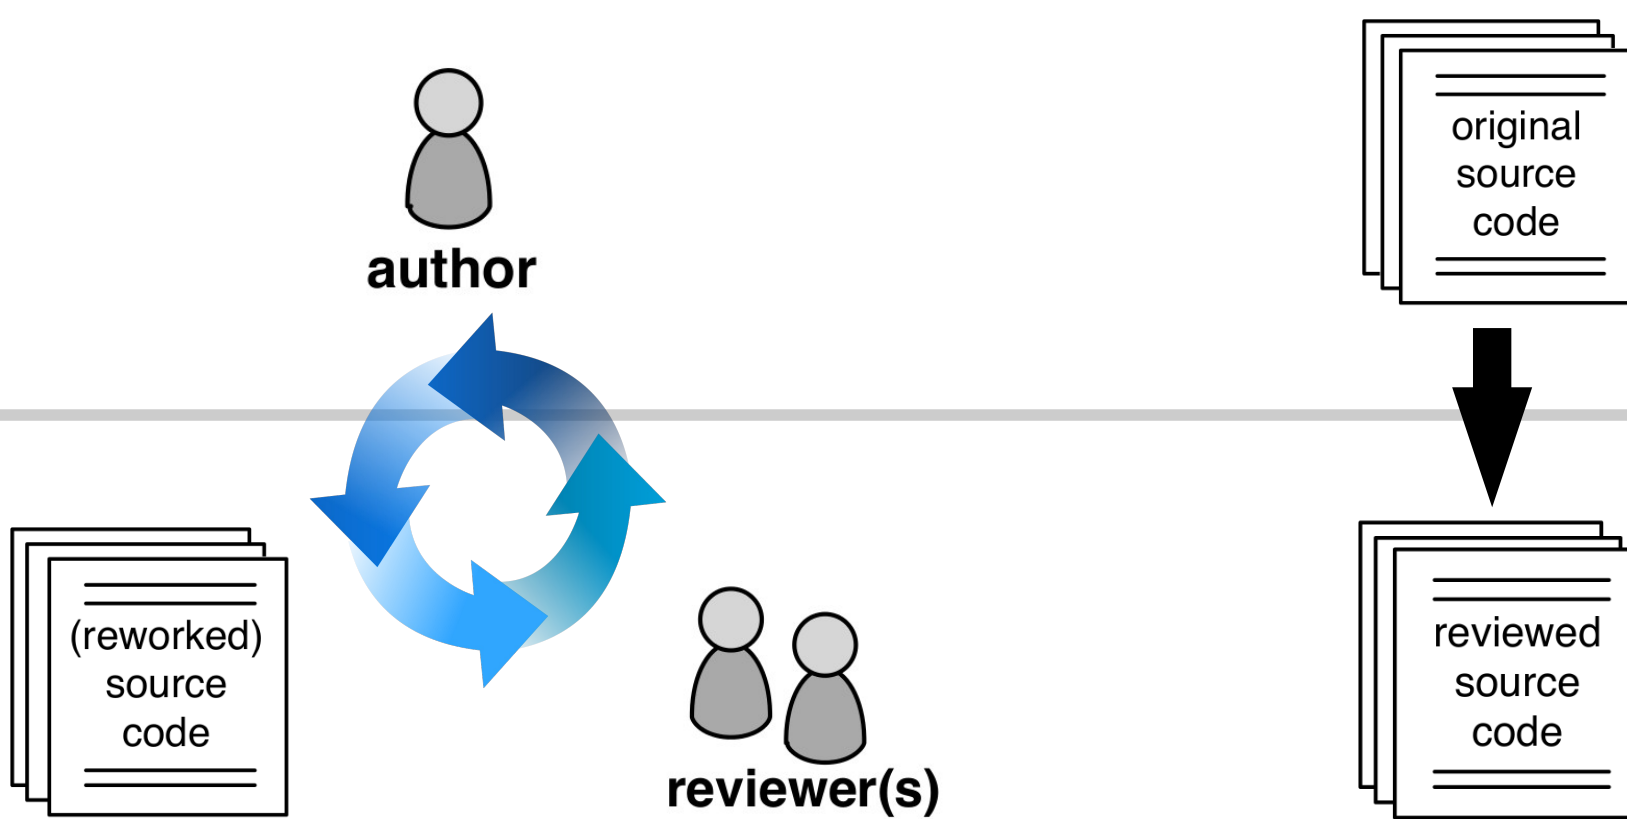 original
source
code
author
(reworked)
source
code
reviewer(s)
reviewed
source
code